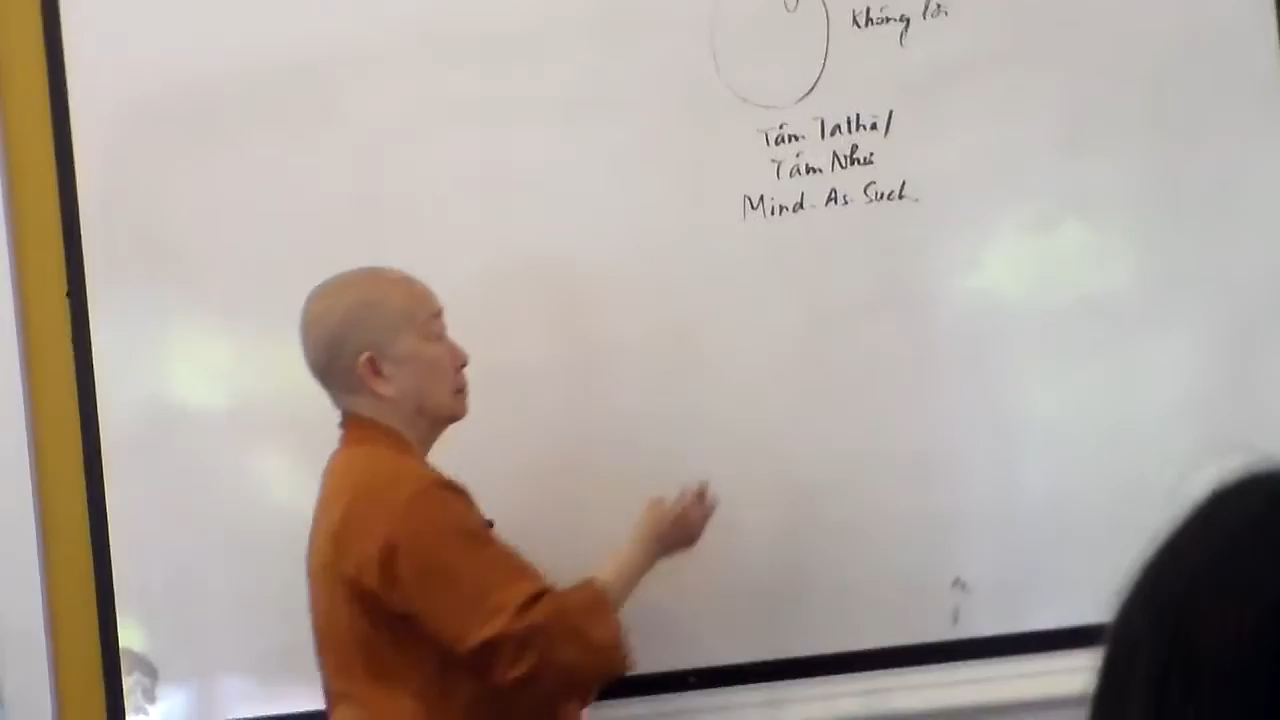 Không lời
Tâm Tathā/
Tâm Như
Mind As Such